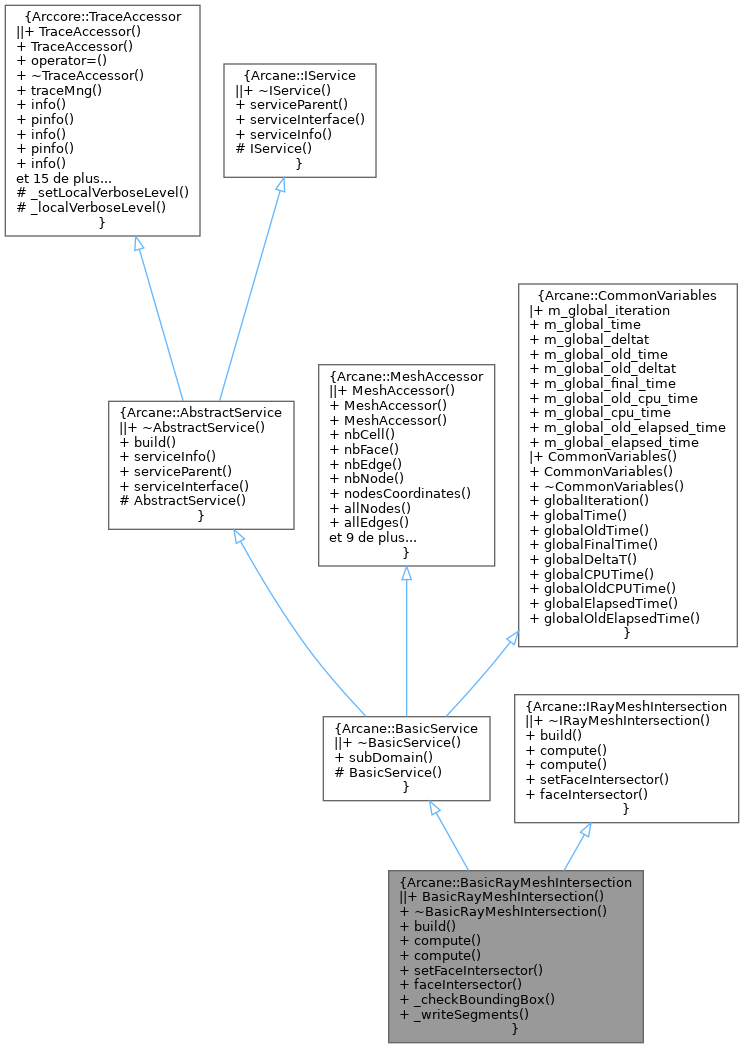 {Arccore::TraceAccessor
||+ TraceAccessor()
+ TraceAccessor()
+ operator=()
+ ~TraceAccessor()
+ traceMng()
+ info()
+ pinfo()
+ info()
+ pinfo()
+ info()
et 15 de plus...
# _setLocalVerboseLevel()
# _localVerboseLevel()
}
{Arcane::IService
||+ ~IService()
+ serviceParent()
+ serviceInterface()
+ serviceInfo()
# IService()
}
{Arcane::CommonVariables
|+ m_global_iteration
+ m_global_time
+ m_global_deltat
+ m_global_old_time
+ m_global_old_deltat
+ m_global_final_time
+ m_global_old_cpu_time
+ m_global_cpu_time
+ m_global_old_elapsed_time
+ m_global_elapsed_time
|+ CommonVariables()
+ CommonVariables()
+ ~CommonVariables()
+ globalIteration()
+ globalTime()
+ globalOldTime()
+ globalFinalTime()
+ globalDeltaT()
+ globalCPUTime()
+ globalOldCPUTime()
+ globalElapsedTime()
+ globalOldElapsedTime()
}
{Arcane::MeshAccessor
||+ MeshAccessor()
+ MeshAccessor()
+ MeshAccessor()
+ nbCell()
+ nbFace()
+ nbEdge()
+ nbNode()
+ nodesCoordinates()
+ allNodes()
+ allEdges()
et 9 de plus...
}
{Arcane::AbstractService
||+ ~AbstractService()
+ build()
+ serviceInfo()
+ serviceParent()
+ serviceInterface()
# AbstractService()
}
{Arcane::BasicService
||+ ~BasicService()
+ subDomain()
# BasicService()
}
{Arcane::IRayMeshIntersection
||+ ~IRayMeshIntersection()
+ build()
+ compute()
+ compute()
+ setFaceIntersector()
+ faceIntersector()
}
{Arcane::BasicRayMeshIntersection
||+ BasicRayMeshIntersection()
+ ~BasicRayMeshIntersection()
+ build()
+ compute()
+ compute()
+ setFaceIntersector()
+ faceIntersector()
+ _checkBoundingBox()
+ _writeSegments()
}